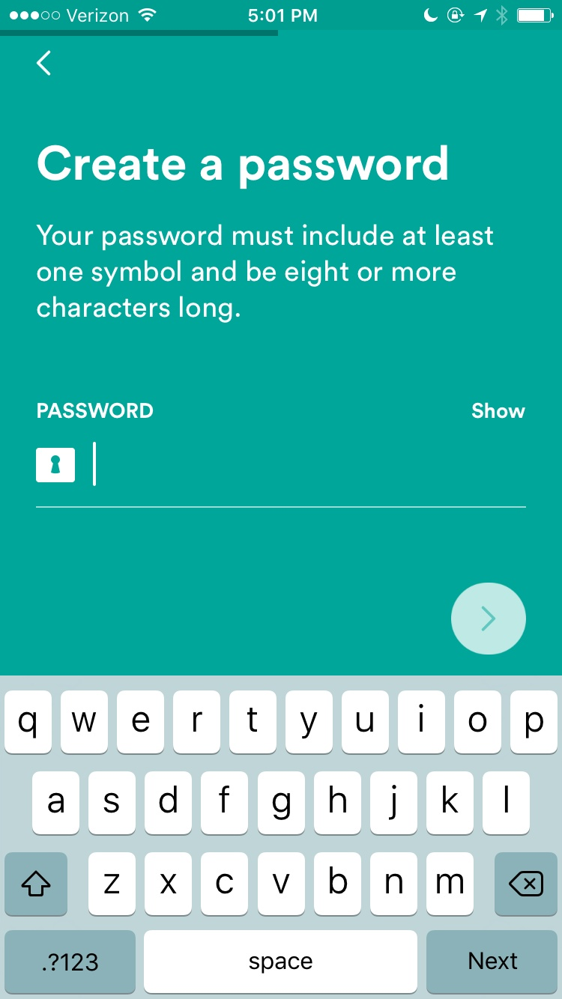 Verizon 5:01 PM
Create a password
Your password must include at least
one symbol and be eight or more
characters long.
PASSWORD Show
q w e r t y u i o p
a s d f g h j k l
z x c v b n m
.?123 space Next